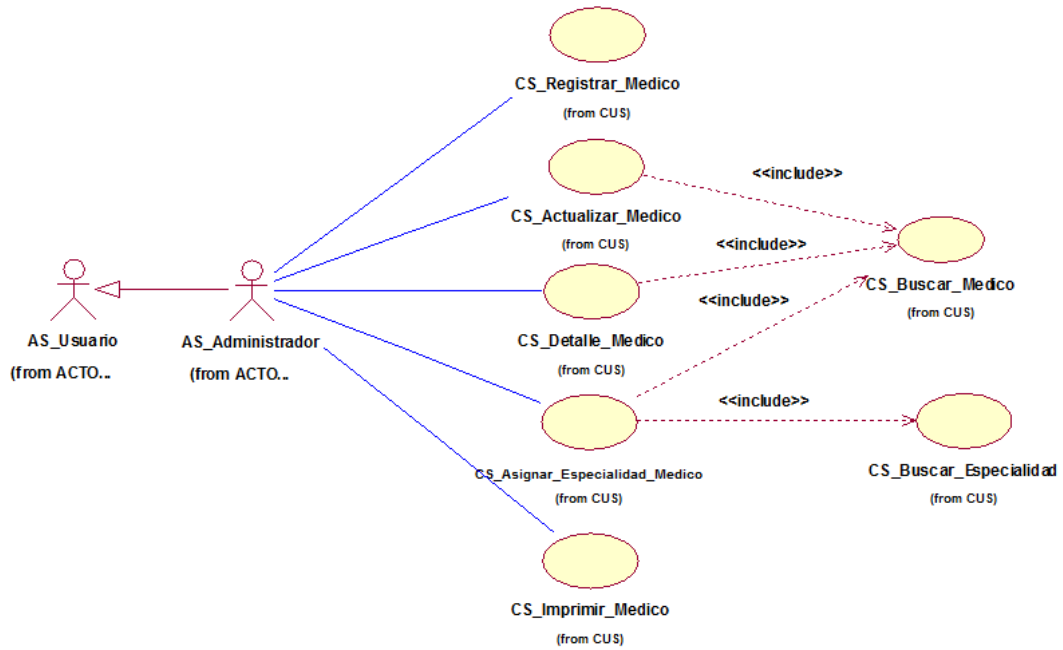 CS_Registrar_Medico
(from CUS)
CS_Actualizar_Medico
(from CUS)
<<include>>
<<include>>
<<include>>
CS_Buscar_Medico
(from CUS)
AS_Usuario
(from ACTO...
AS_Administrador
(from ACTO...
CS_Detalle_Medico
(from CUS)
<<include>>
CS_Asignar_Especialidad_Medico
(from CUS)
CS_Buscar_Especialidad
(from CUS)
CS_Imprimir_Medico
(from CUS)